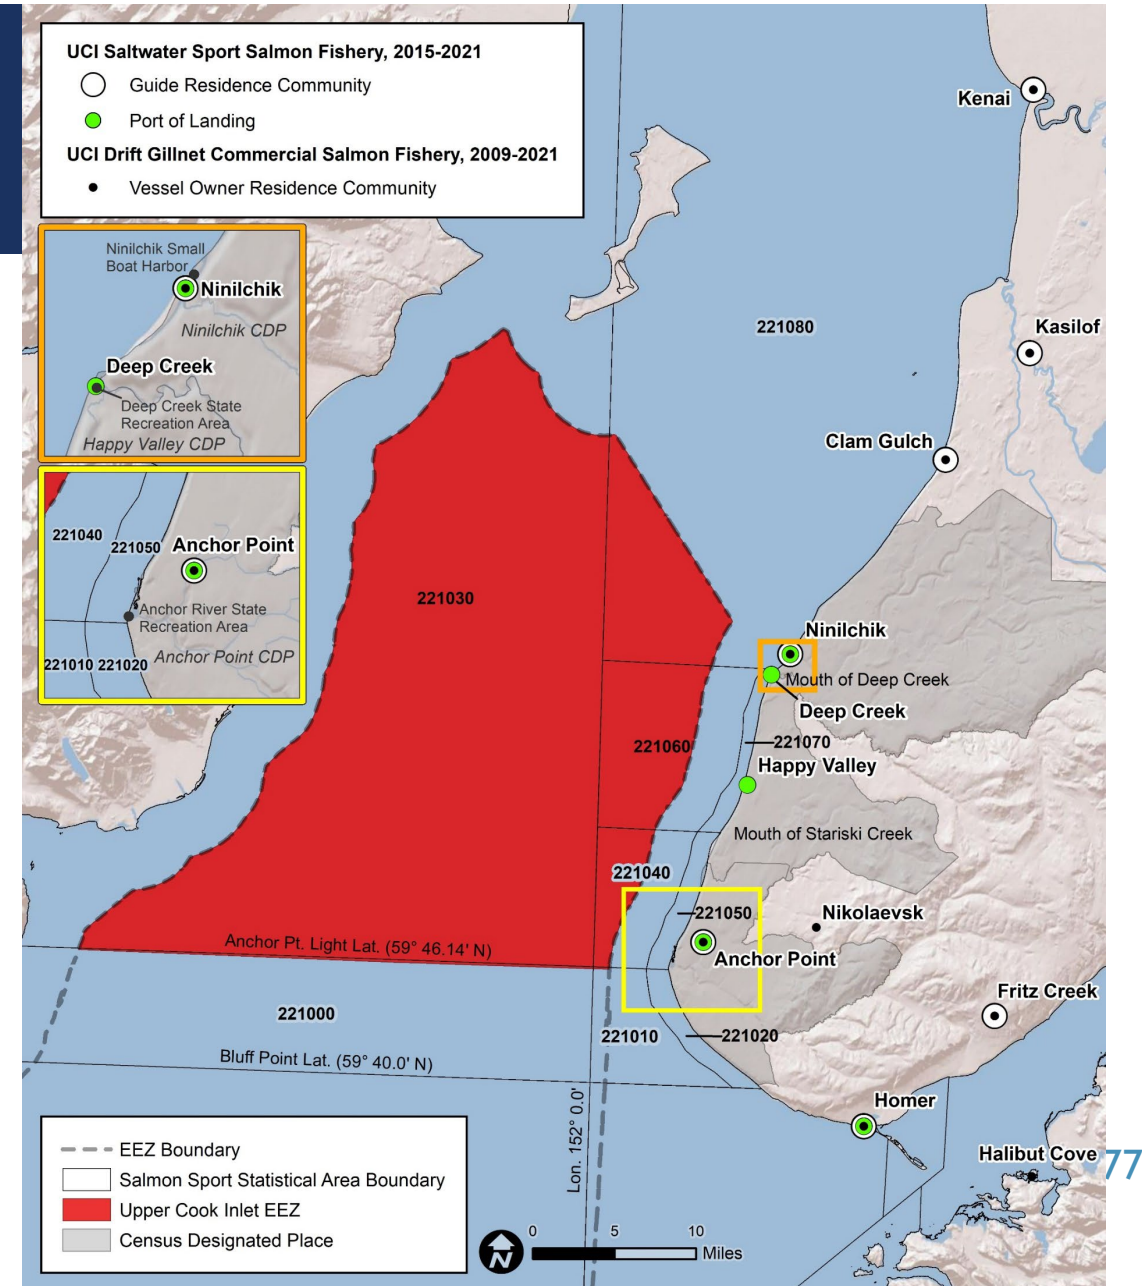 UCI Saltwater Sport Salmon Fishery, 2015-2021
Guide Residence Community
Port of Landing
UCI Drift Gillnet Commercial Salmon Fishery, 2009-2021
Vessel Owner Residence Community
Kenai
Ninilchik Small
Boat Harbor
Ninilchik
Ninilchik CDP
Deep Creek
Deep Creek State
Recreation Area
Happy Valley CDP
221080
Kasilof
Clam Gulch
221040
221050
Anchor Point
Anchor River State
Recreation Area
Anchor Point CDP
221010
221020
221030
Ninilchik
Mouth of Deep Creek
Deep Creek
221060
221070
Happy Valley
Mouth of Stariski Creek
221040
221050
Nikolaevsk
Anchor Pt. Light Lat. (59° 46.14' N)
Anchor Point
Fritz Creek
221000
221010
221020
Bluff Point Lat. (59° 40.0' N)
Lon. 152° 0.0'
Homer
Halibut Cove
77
EEZ Boundary
Salmon Sport Statistical Area Boundary
Upper Cook Inlet EEZ
Census Designated Place
N
0 5 10
Miles